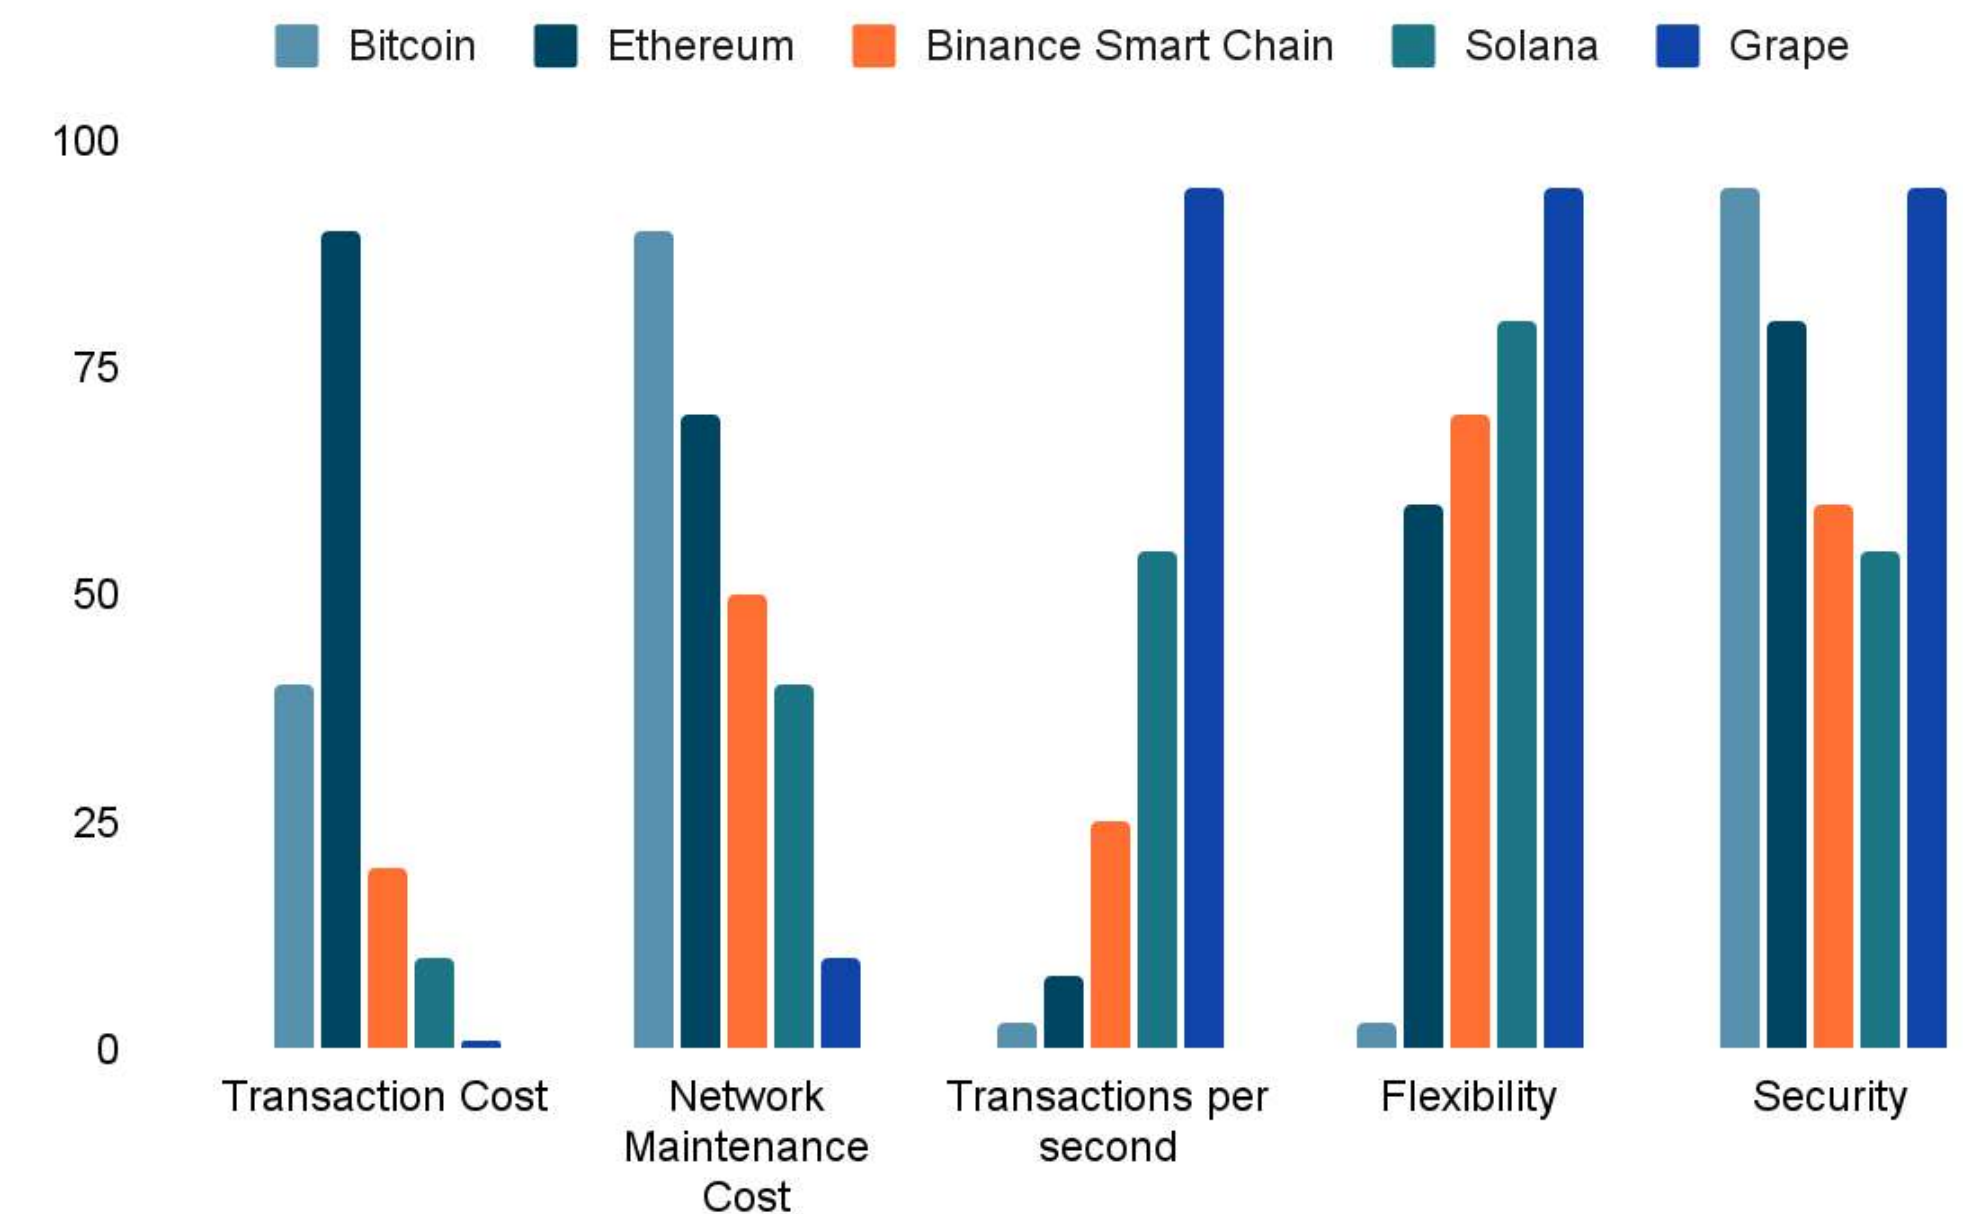 Bitcoin Ethereum Binance Smart Chain Solana Grape
100
75
50
25
0
Transaction Cost
Network
Maintenance
Cost
Transactions per
second
Flexibility
Security